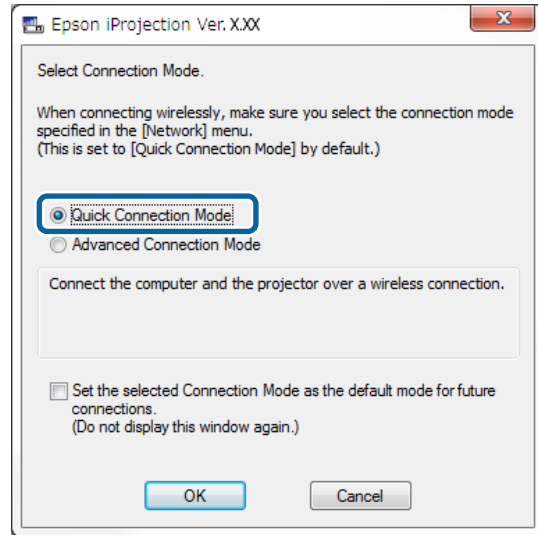 Epson iProjection Ver. X.XX
Select Connection Mode.
When connecting wirelessly, make sure you select the connection mode
specified in the [Network] menu.
(This is set to [Quick Connection Mode] by default.)
Quick Connection Mode
Advanced Connection Mode
Connect the computer and the projector over a wireless connection.
Set the selected Connection Mode as the default mode for future
connections.
(Do not display this window again.)
OK Cancel